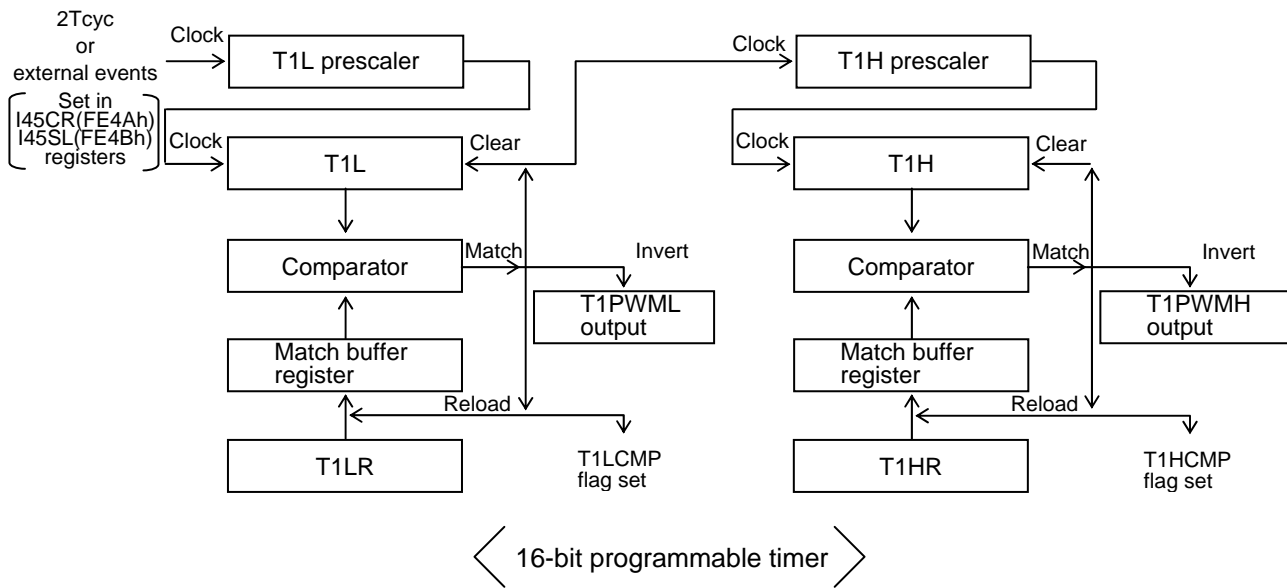 2Tcyc
or
external events
Set in
I45CR(FE4Ah)
I45SL(FE4Bh)
registers
Clock
T1L prescaler
Clock
T1L
Clear
Comparator
Match
Invert
T1PWML
output
Match buffer
register
Reload
T1LR
T1LCMP
flag set
Clock
T1H prescaler
Clock
T1H
Clear
Comparator
Match
Invert
T1PWMH
output
Match buffer
register
Reload
T1HR
T1HCMP
flag set
16-bit programmable timer